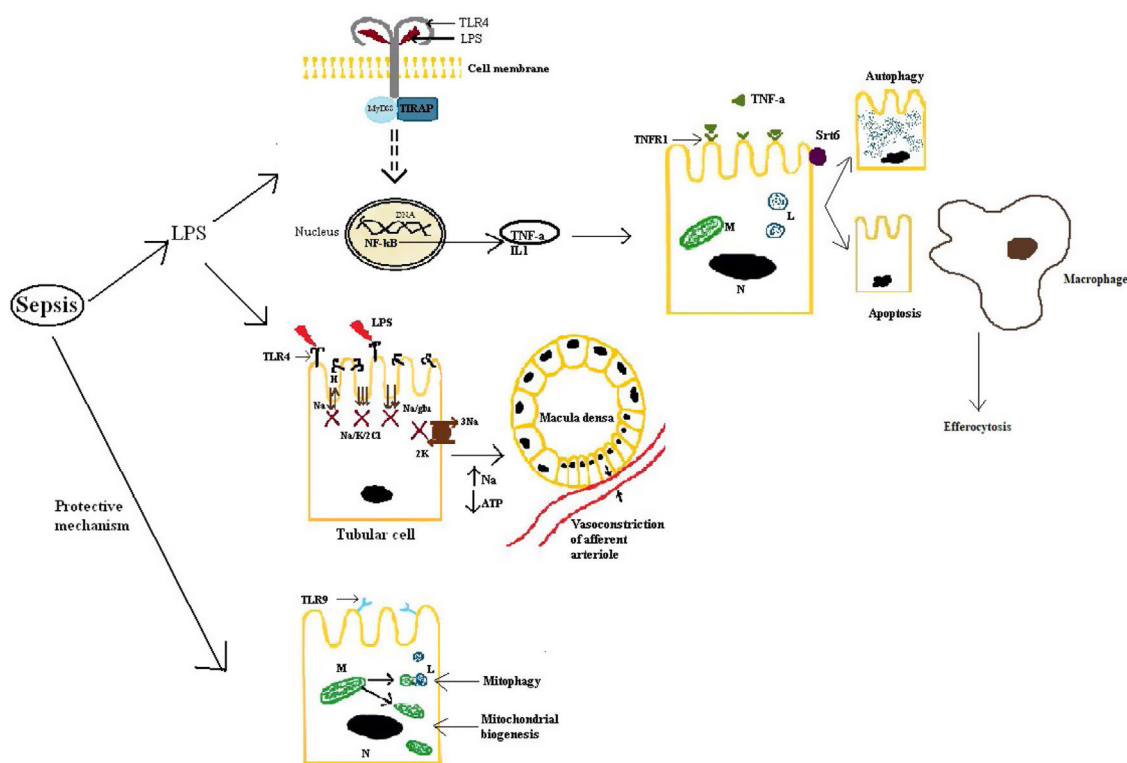 TLR4
LPS
Cell membrane
MyD88
TIRAP
Nucleus
DNA
NF-kB
TNF-a
IL1
TNF-a
TNFR1
Srt6
M
L
N
Autophagy
Apoptosis
Macrophage
Efferocytosis
LPS
Sepsis
LPS
TLR4
H
Na
Na/glu
Na/K/2Cl
3Na
2K
Na
ATP
Tubular cell
Macula densa
Vasoconstriction
of afferent
arteriole
Protective
mechanism
TLR9
M
L
N
Mitophagy
Mitochondrial
biogenesis